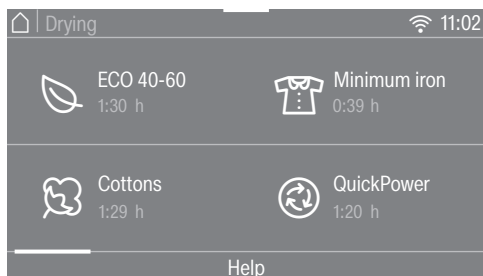 Drying 11:02
ECO 40-60 Minimum iron
1:30 h 0:39 h
Cottons QuickPower
1:29 h 1:20 h
Help